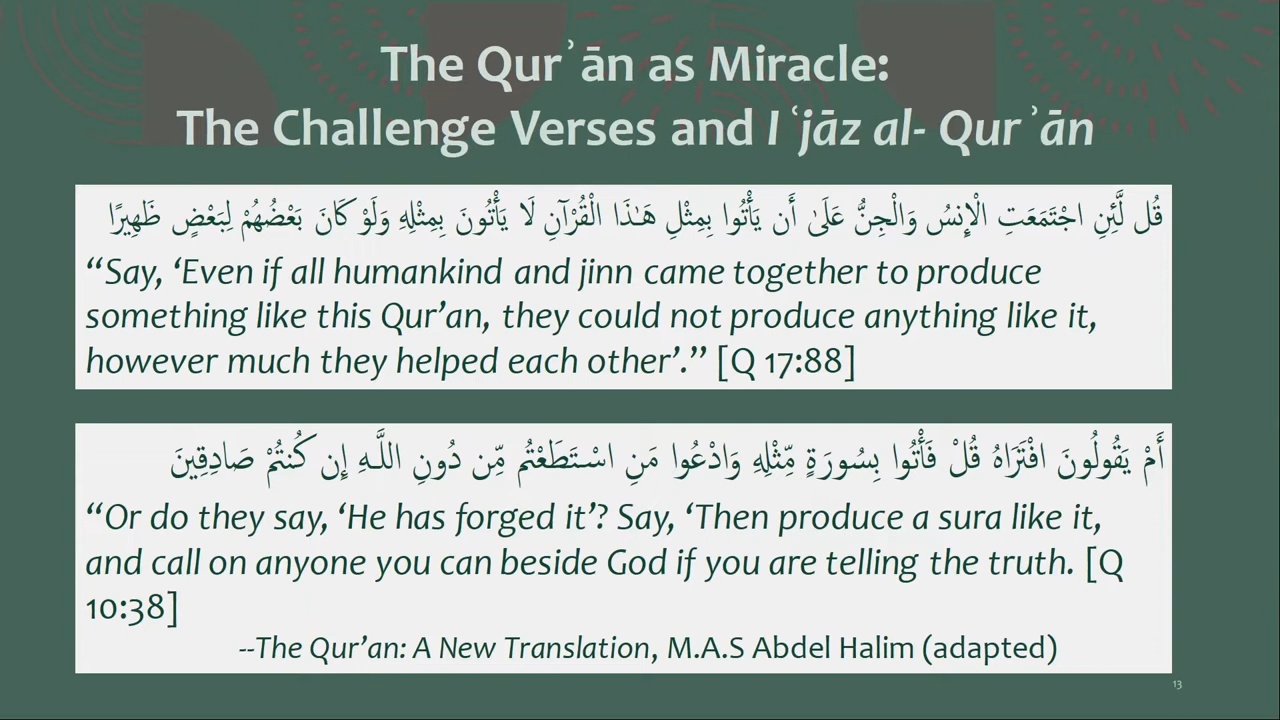 The Qurʾān as Miracle:
The Challenge Verses and Iʿjāz al- Qurʾān
قُل لَّئِنِ اجْتَمَعَتِ الْإِنسُ وَالْجِنُّ عَلَىٰ أَن يَأْتُوا بِمِثْلِ هَـٰذَا الْقُرْآنِ لَا يَأْتُونَ بِمِثْلِهِ وَلَوْ كَانَ بَعْضُهُمْ لِبَعْضٍ ظَهِيرًا
“Say, ‘Even if all humankind and jinn came together to produce
something like this Qur’an, they could not produce anything like it,
however much they helped each other’.” [Q 17:88]
أَمْ يَقُولُونَ افْتَرَاهُ قُلْ فَأْتُوا بِسُورَةٍ مِّثْلِهِ وَادْعُوا مَنِ اسْتَطَعْتُم مِّن دُونِ اللَّـهِ إِن كُنتُمْ صَادِقِينَ
“Or do they say, ‘He has forged it’? Say, ‘Then produce a sura like it,
and call on anyone you can beside God if you are telling the truth. [Q
10:38]
--The Qur’an: A New Translation, M.A.S Abdel Halim (adapted)
13